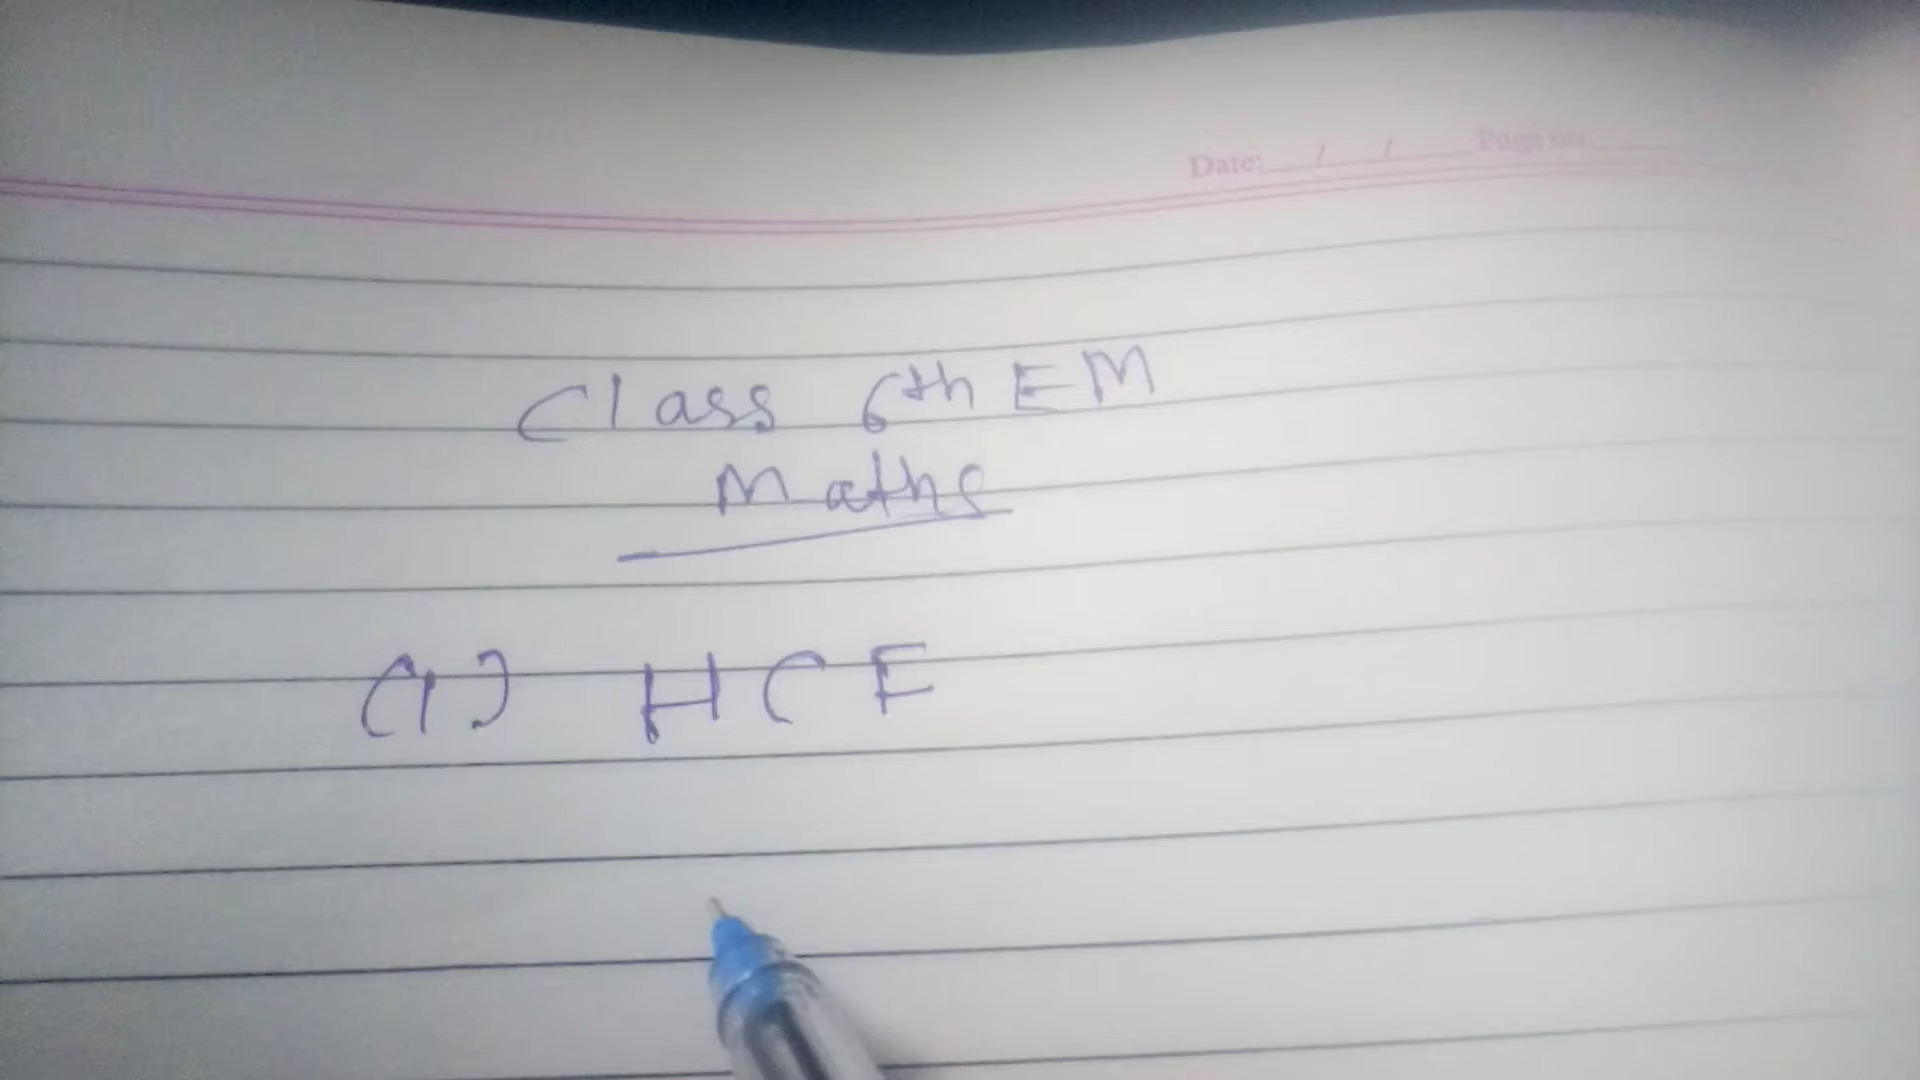 Date: / / Page no.
Class 6th EM
Maths
(1) HCF